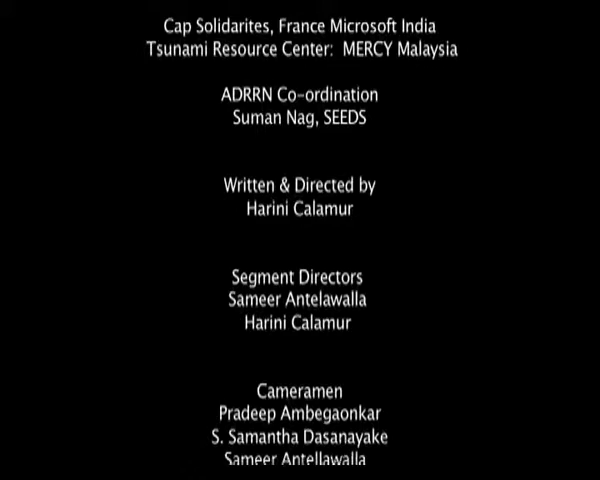 Cap Solidarites, France Microsoft India
Tsunami Resource Center: MERCY Malaysia
ADRRN Co-ordination
Suman Nag, SEEDS
Written & Directed by
Harini Calamur
Segment Directors
Sameer Antelawalla
Harini Calamur
Cameramen
Pradeep Ambegaonkar
S. Samantha Dasanayake
Sameer Antellawalla